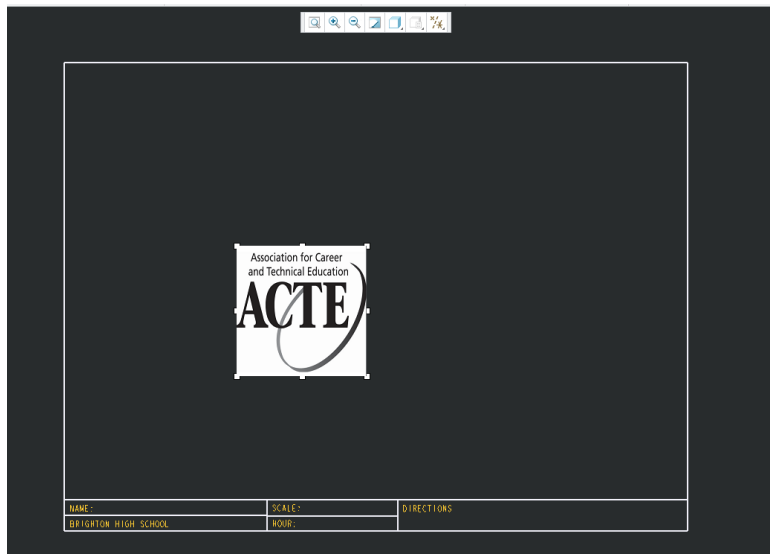 Association for Career
and Technical Education
ACTE
NAME:
SCALE:
DIRECTIONS
BRIGHTON HIGH SCHOOL
HOUR: